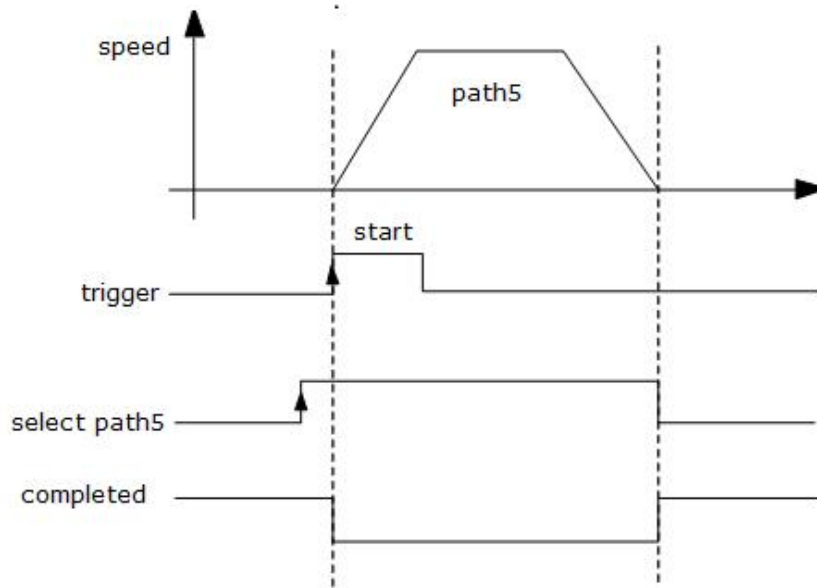 speed
path5
start
trigger
select path5
completed